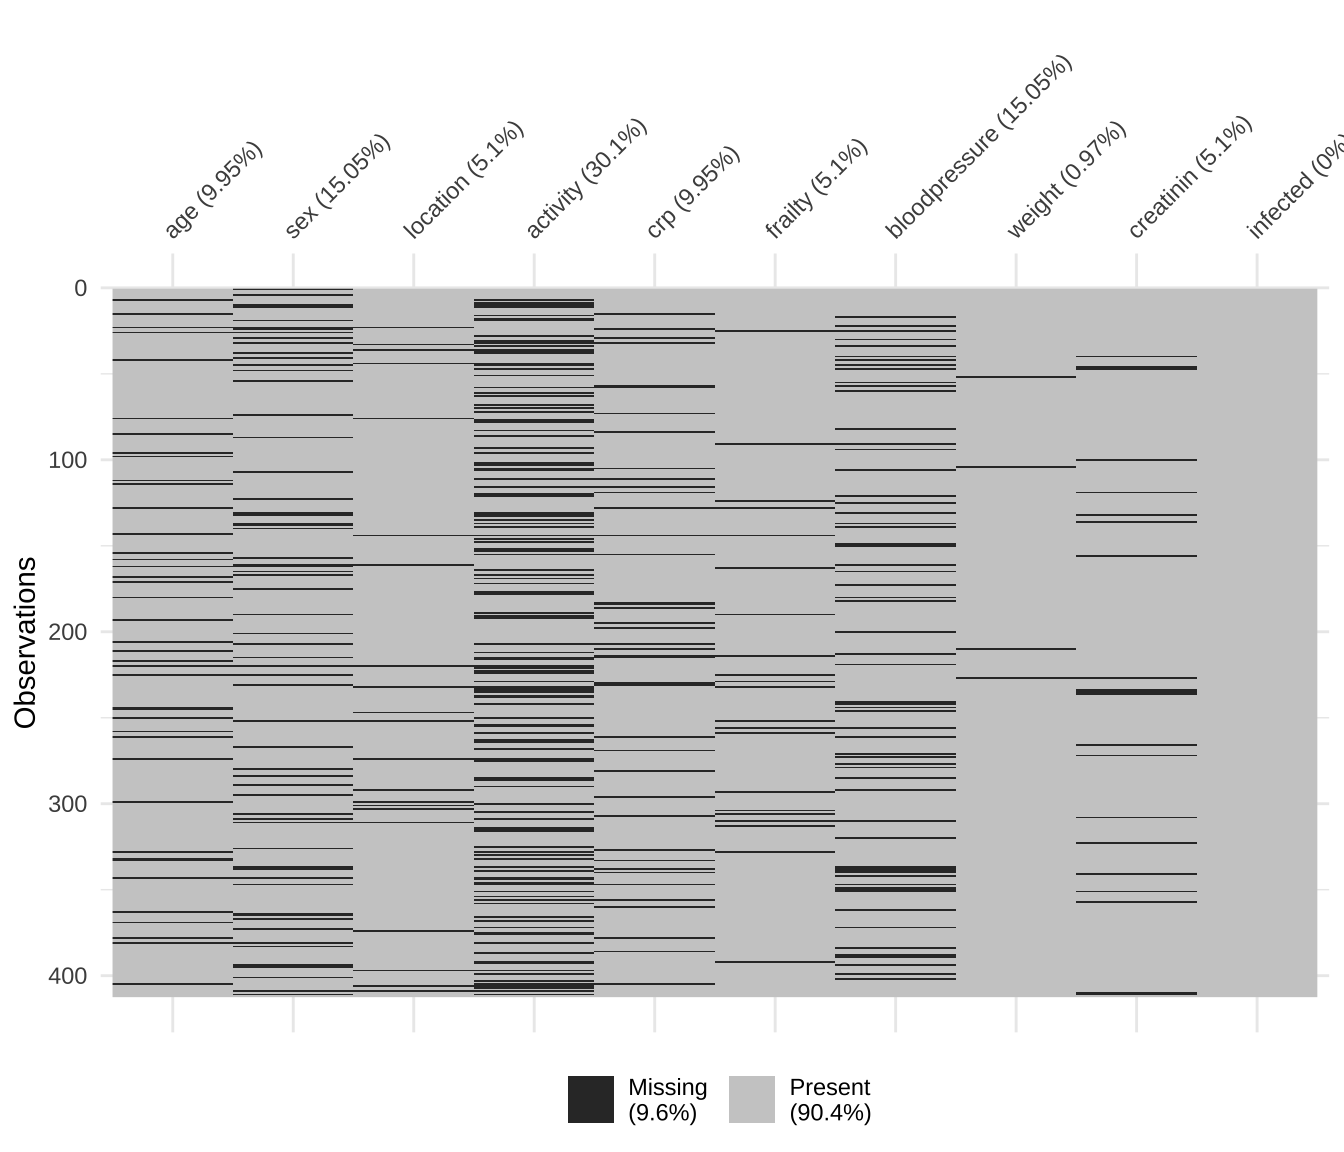 age (9.95%)
sex (15.05%)
location (5.1%)
activity (30.1%)
crp (9.95%)
frailty (5.1%)
bloodpressure (15.05%)
weight (0.97%)
creatinin (5.1%)
infected (0%
0
100
200
300
400
Observations
Missing
(9.6%)
Present
(90.4%)